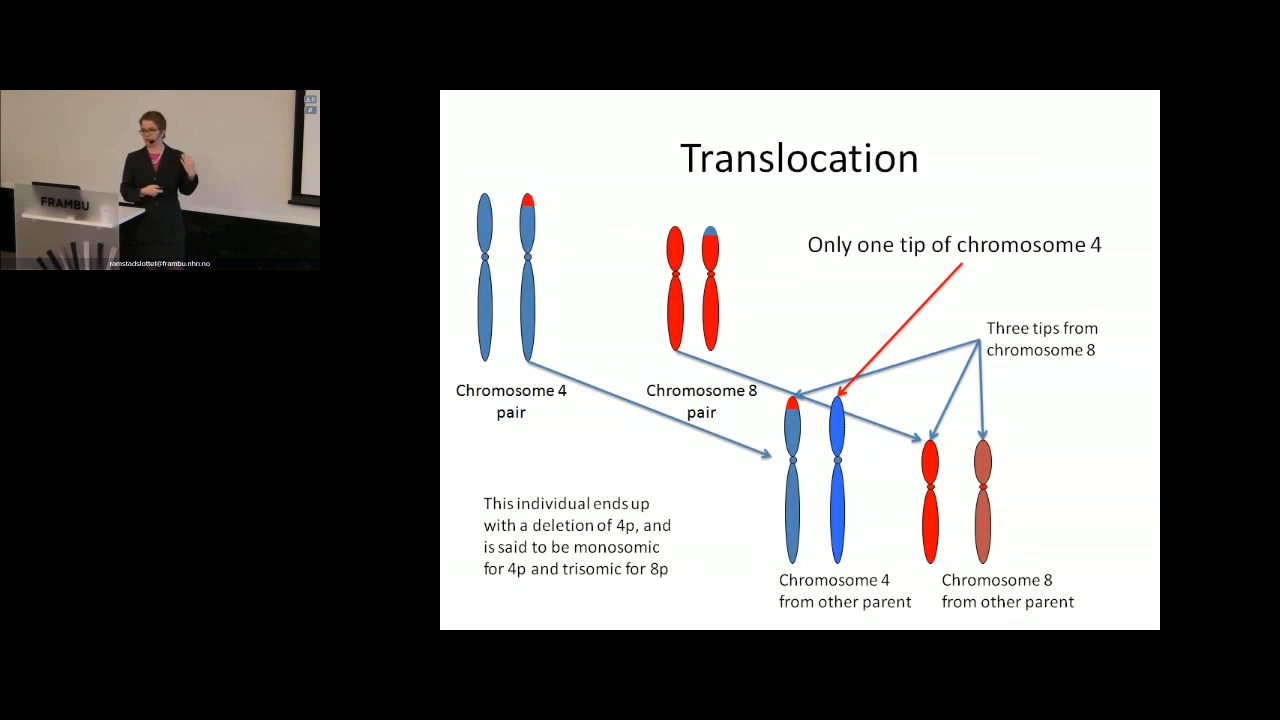 FRAMBU
ramstadslottet@frambu.nhn.no
Translocation
Only one tip of chromosome 4
Three tips from
chromosome 8
Chromosome 4
pair
Chromosome 8
pair
This individual ends up
with a deletion of 4p, and
is said to be monosomic
for 4p and trisomic for 8p
Chromosome 4
from other parent
Chromosome 8
from other parent